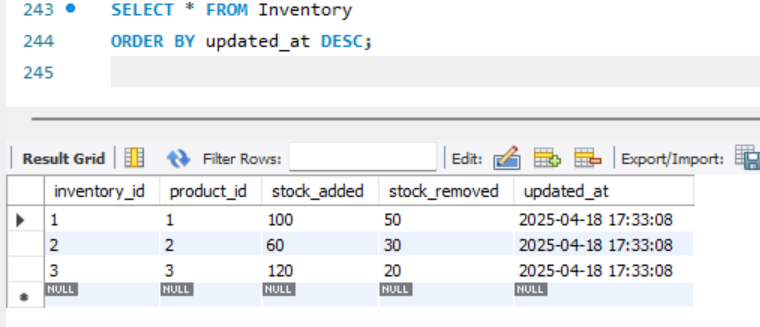 243 SELECT * FROM Inventory
244 ORDER BY updated_at DESC;
245
Result Grid Filter Rows: Edit: Export/Import:
inventory_id product_id stock_added stock_removed updated_at
1 1 100 50 2025-04-18 17:33:08
2 2 60 30 2025-04-18 17:33:08
3 3 120 20 2025-04-18 17:33:08
NULL NULL NULL NULL NULL